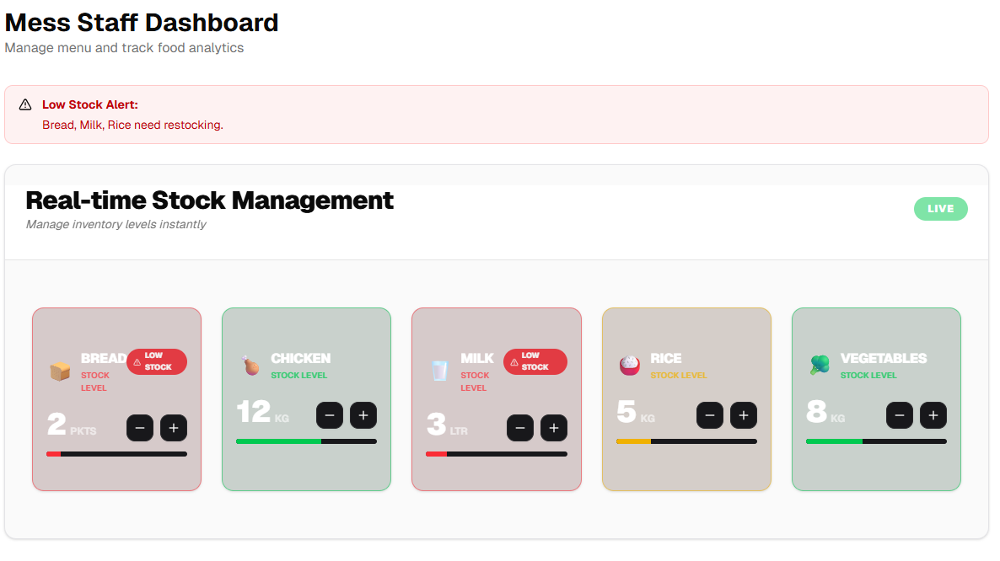 Mess Staff Dashboard
Manage menu and track food analytics
Low Stock Alert:
Bread, Milk, Rice need restocking.
Real-time Stock Management
Manage inventory levels instantly
LIVE
BREAD
LOW
STOCK
STOCK
LEVEL
2 PKTS
− +
CHICKEN
STOCK LEVEL
12 KG
− +
MILK
LOW
STOCK
STOCK
LEVEL
3 LTR
− +
RICE
STOCK LEVEL
5 KG
− +
VEGETABLES
STOCK LEVEL
8 KG
− +